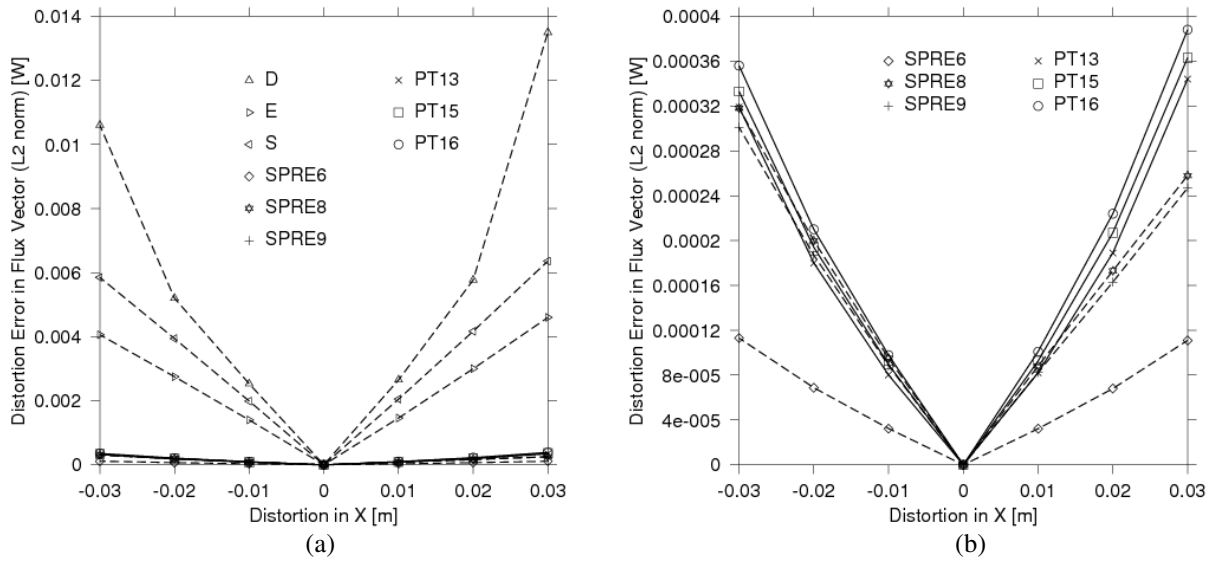 Distortion Error in Flux Vector (L2 norm) [W]
0.014
0.012
0.01
0.008
0.006
0.004
0.002
0
D
E
S
SPRE6
SPRE8
SPRE9
PT13
PT15
PT16
-0.03 -0.02 -0.01 0 0.01 0.02 0.03
Distortion in X [m]
(a)
Distortion Error in Flux Vector (L2 norm) [W]
0.0004
0.00036
0.00032
0.00028
0.00024
0.0002
0.00016
0.00012
8e-005
4e-005
0
SPRE6
SPRE8
SPRE9
PT13
PT15
PT16
-0.03 -0.02 -0.01 0 0.01 0.02 0.03
Distortion in X [m]
(b)